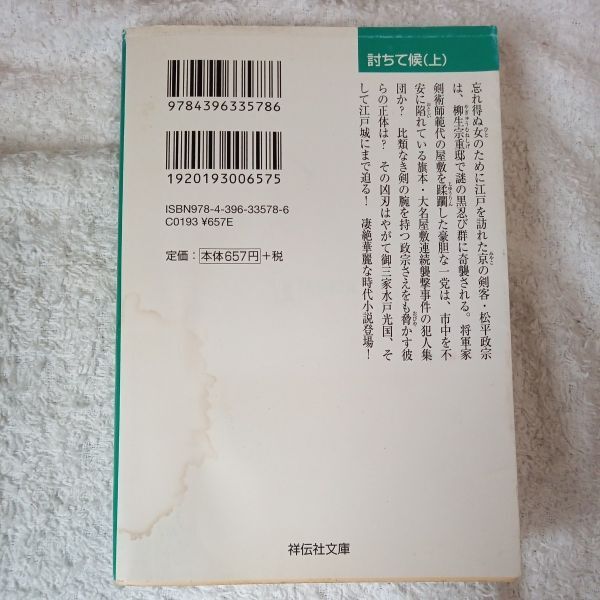 討ちて候(上)
忘れ得ぬ女のために江戸を訪れた京の剣客・松平政宗
は、柳生宗重邸で謎の黒忍び群に奇襲される。将軍家
剣術師範代の屋敷を蹂躙した豪胆な一党は、市中を不
安に陥れている旗本・大名屋敷連続襲撃事件の犯人集
団か? 比類なき剣の腕を持つ政宗さえをも脅かす彼
らの正体は? その凶刃はやがて御三家水戸光国、そ
して江戸城にまで迫る! 凄絶華麗な時代小説登場!
9784396335786
1920193006575
ISBN978-4-396-33578-6
C0193 ¥657E
定価:本体657円+税
祥伝社文庫